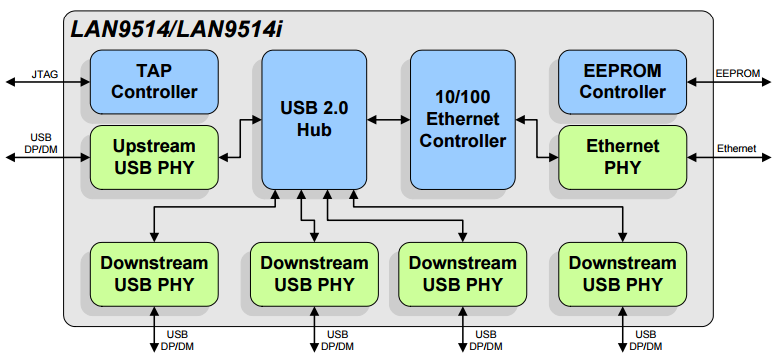 LAN9514/LAN9514i
JTAG
TAP
Controller
USB 2.0
Hub
10/100
Ethernet
Controller
EEPROM
Controller
EEPROM
USB
DP/DM
Upstream
USB PHY
Ethernet
PHY
Ethernet
Downstream
USB PHY
Downstream
USB PHY
Downstream
USB PHY
Downstream
USB PHY
USB
DP/DM
USB
DP/DM
USB
DP/DM
USB
DP/DM